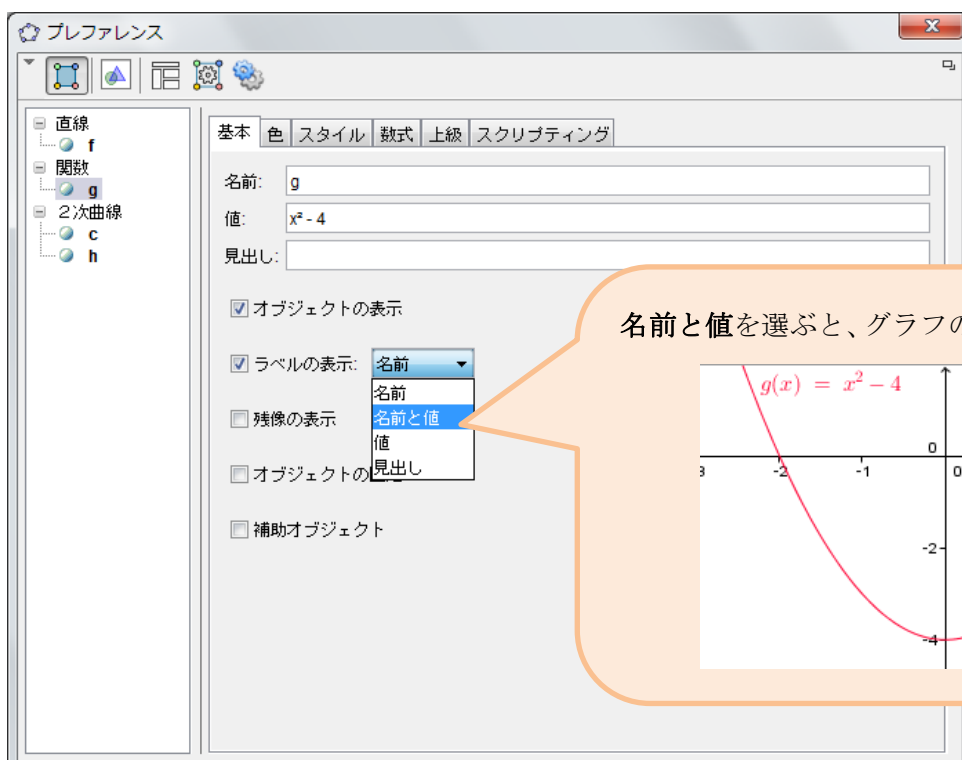 プレファレンス
直線
f
関数
g
２次曲線
c
h
基本 色 スタイル 数式 上級 スクリプティング
名前: g
値: x² - 4
見出し:
オブジェクトの表示
ラベルの表示: 名前
名前
名前と値
値
見出し
残像の表示
オブジェクトの
補助オブジェクト
名前と値を選ぶと、グラフの
g(x) = x² − 4
0
-2 -1 0
-2
-4